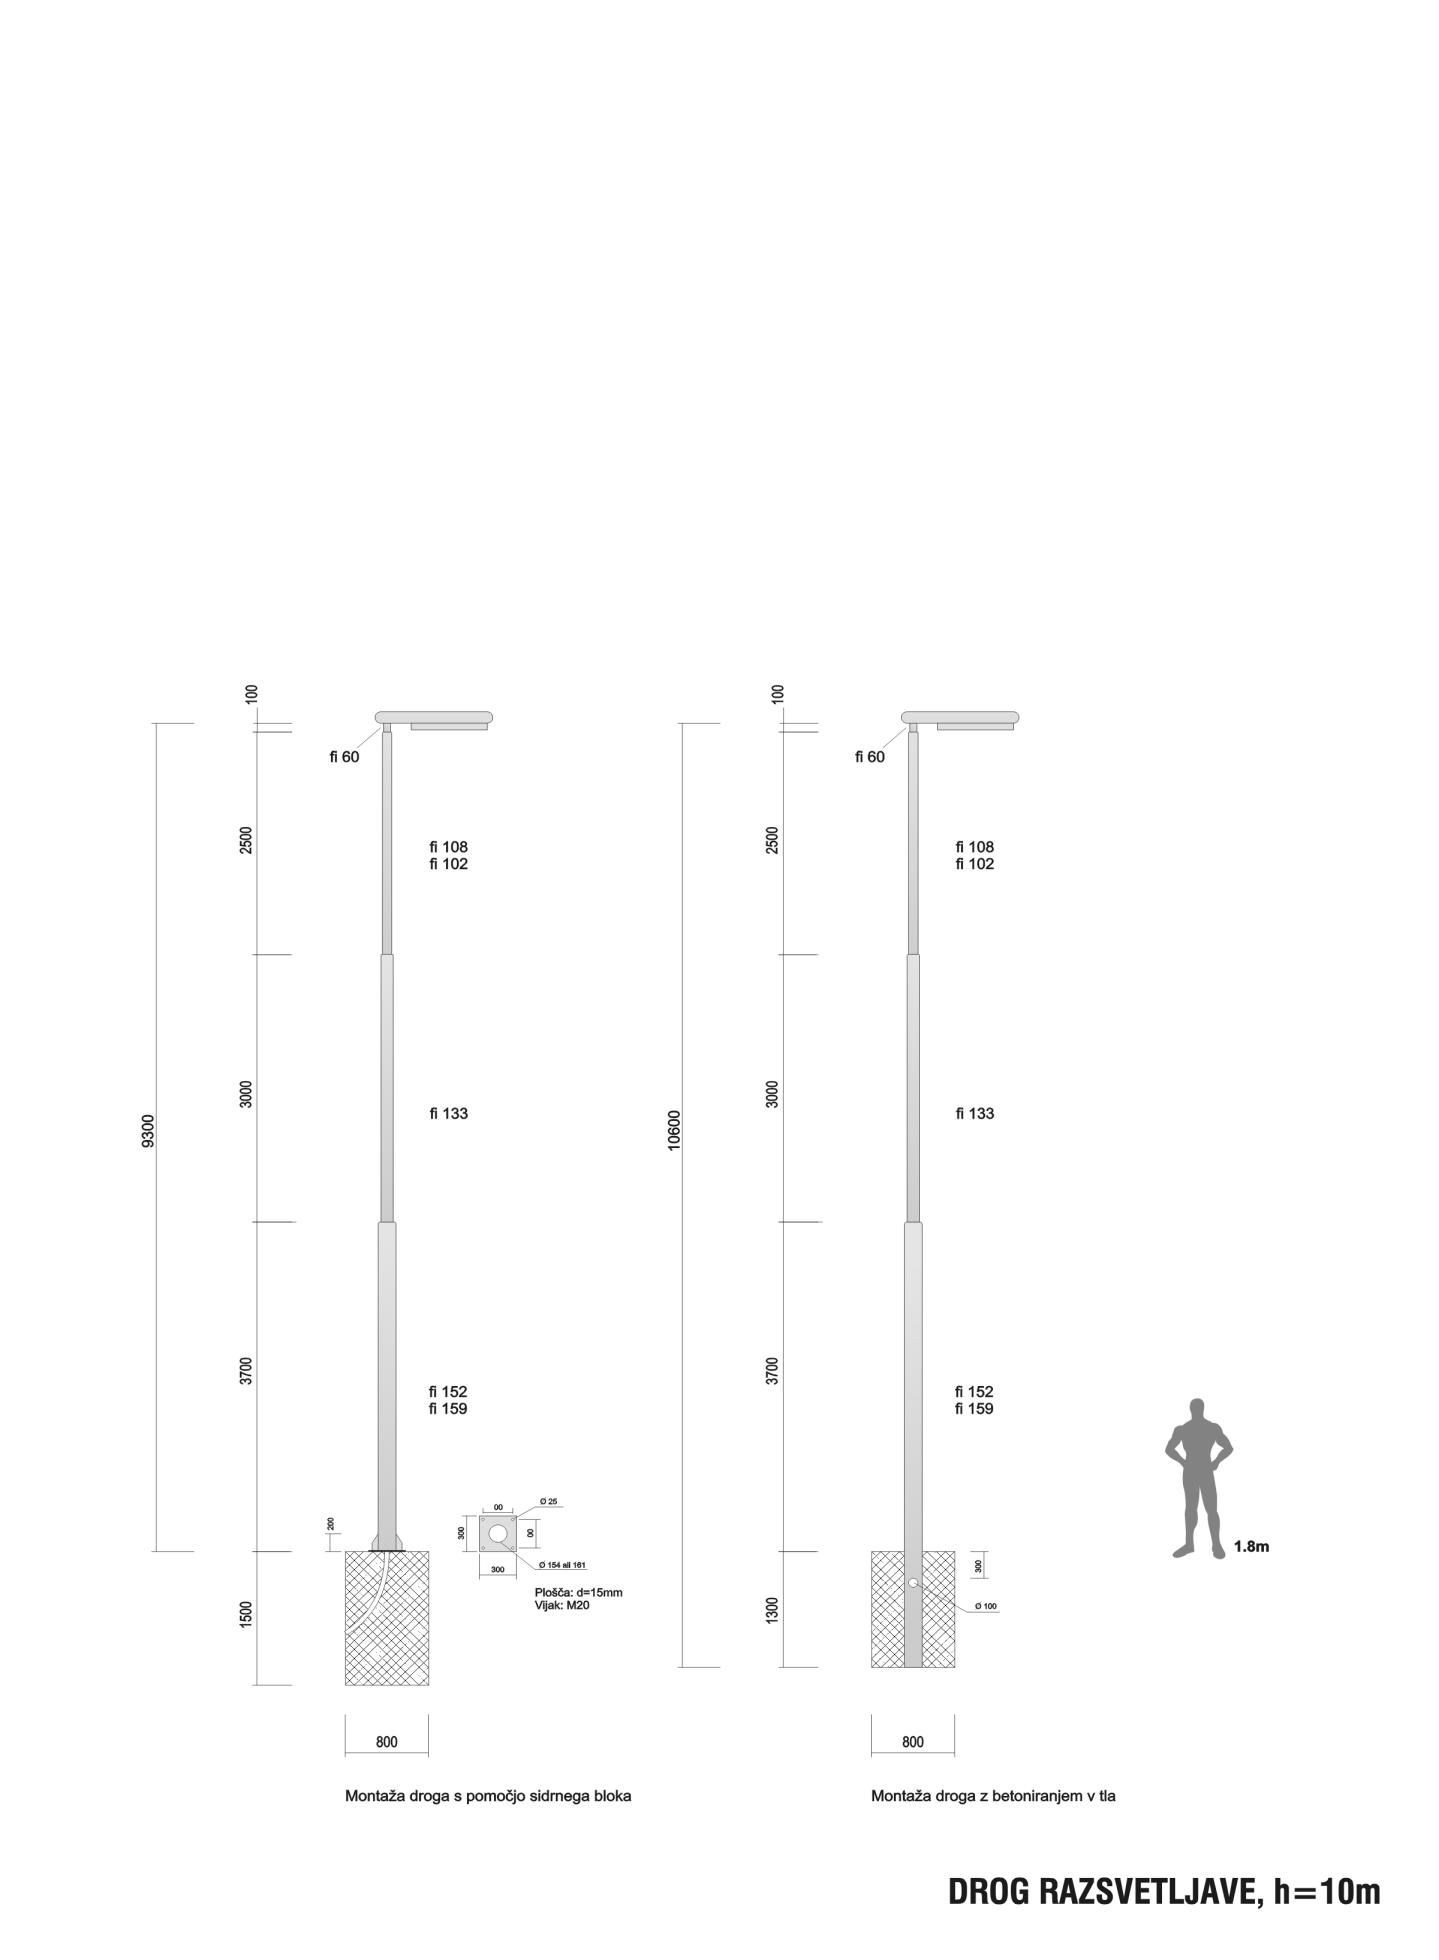 100
100
fi 60
fi 60
2500
fi 108
fi 102
2500
fi 108
fi 102
3000
fi 133
3000
fi 133
9300
10600
3700
fi 152
fi 159
3700
fi 152
fi 159
200
00
Ø 25
300
00
Ø 154 ali 161
300
Plošča: d=15mm
Vijak: M20
1.8m
300
Ø 100
1500
1300
800
800
Montaža droga s pomočjo sidrnega bloka
Montaža droga z betoniranjem v tla
DROG RAZSVETLJAVE, h=10m